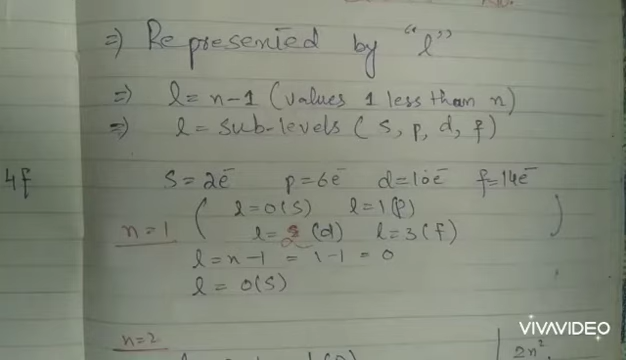 ⇒ Represented by "l"
⇒ l = n-1 (values 1 less than n)
⇒ l = sub-levels (s, p, d, f)
4f
s=2ē p=6ē d=10ē f=14ē
( l=0(s) l=1(p) )
n=1
l=2 (d) l=3(f)
l=n-1 = 1-1 = 0
l = 0(s)
n=2
2n²
VIVAVIDEO